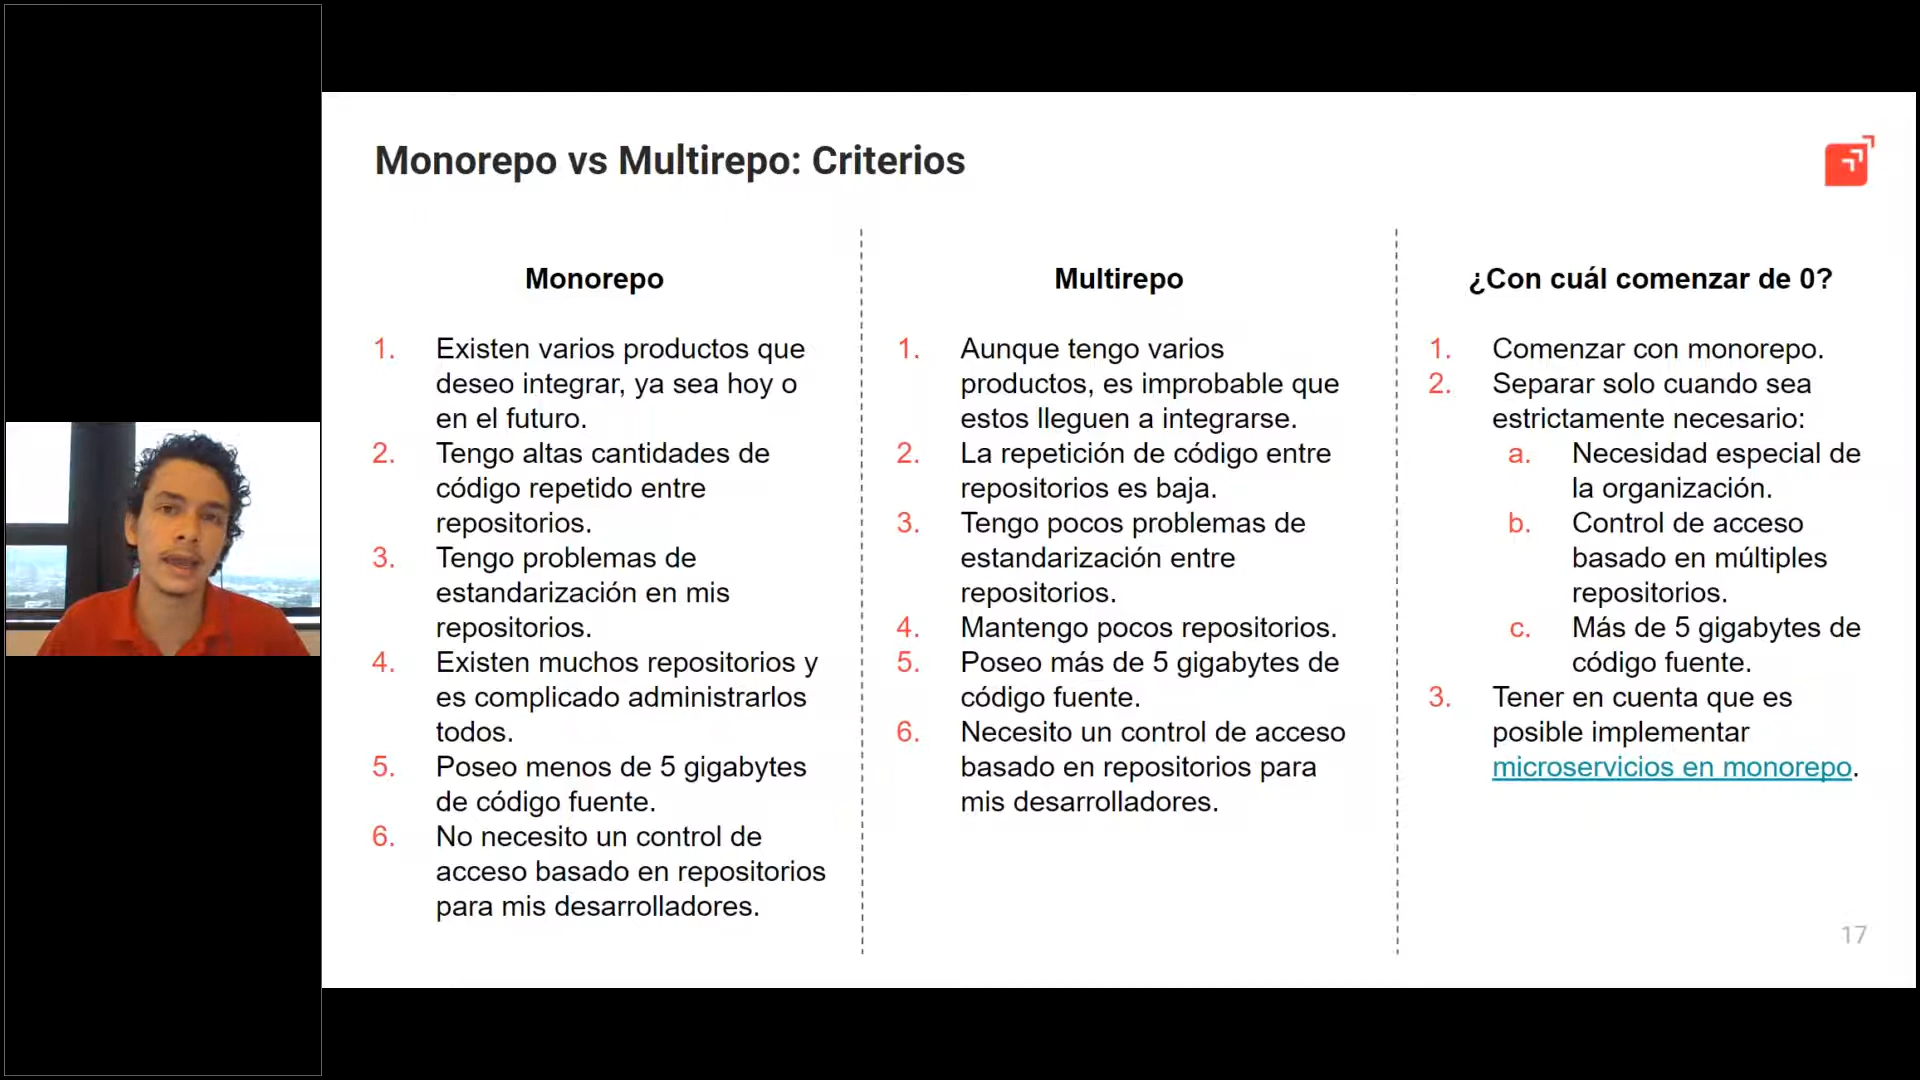 Monorepo vs Multirepo: Criterios
Monorepo
1. Existen varios productos que
deseo integrar, ya sea hoy o
en el futuro.
2. Tengo altas cantidades de
código repetido entre
repositorios.
3. Tengo problemas de
estandarización en mis
repositorios.
4. Existen muchos repositorios y
es complicado administrarlos
todos.
5. Poseo menos de 5 gigabytes
de código fuente.
6. No necesito un control de
acceso basado en repositorios
para mis desarrolladores.
Multirepo
1. Aunque tengo varios
productos, es improbable que
estos lleguen a integrarse.
2. La repetición de código entre
repositorios es baja.
3. Tengo pocos problemas de
estandarización entre
repositorios.
4. Mantengo pocos repositorios.
5. Poseo más de 5 gigabytes de
código fuente.
6. Necesito un control de acceso
basado en repositorios para
mis desarrolladores.
¿Con cuál comenzar de 0?
1. Comenzar con monorepo.
2. Separar solo cuando sea
estrictamente necesario:
a. Necesidad especial de
la organización.
b. Control de acceso
basado en múltiples
repositorios.
c. Más de 5 gigabytes de
código fuente.
3. Tener en cuenta que es
posible implementar
microservicios en monorepo.
17